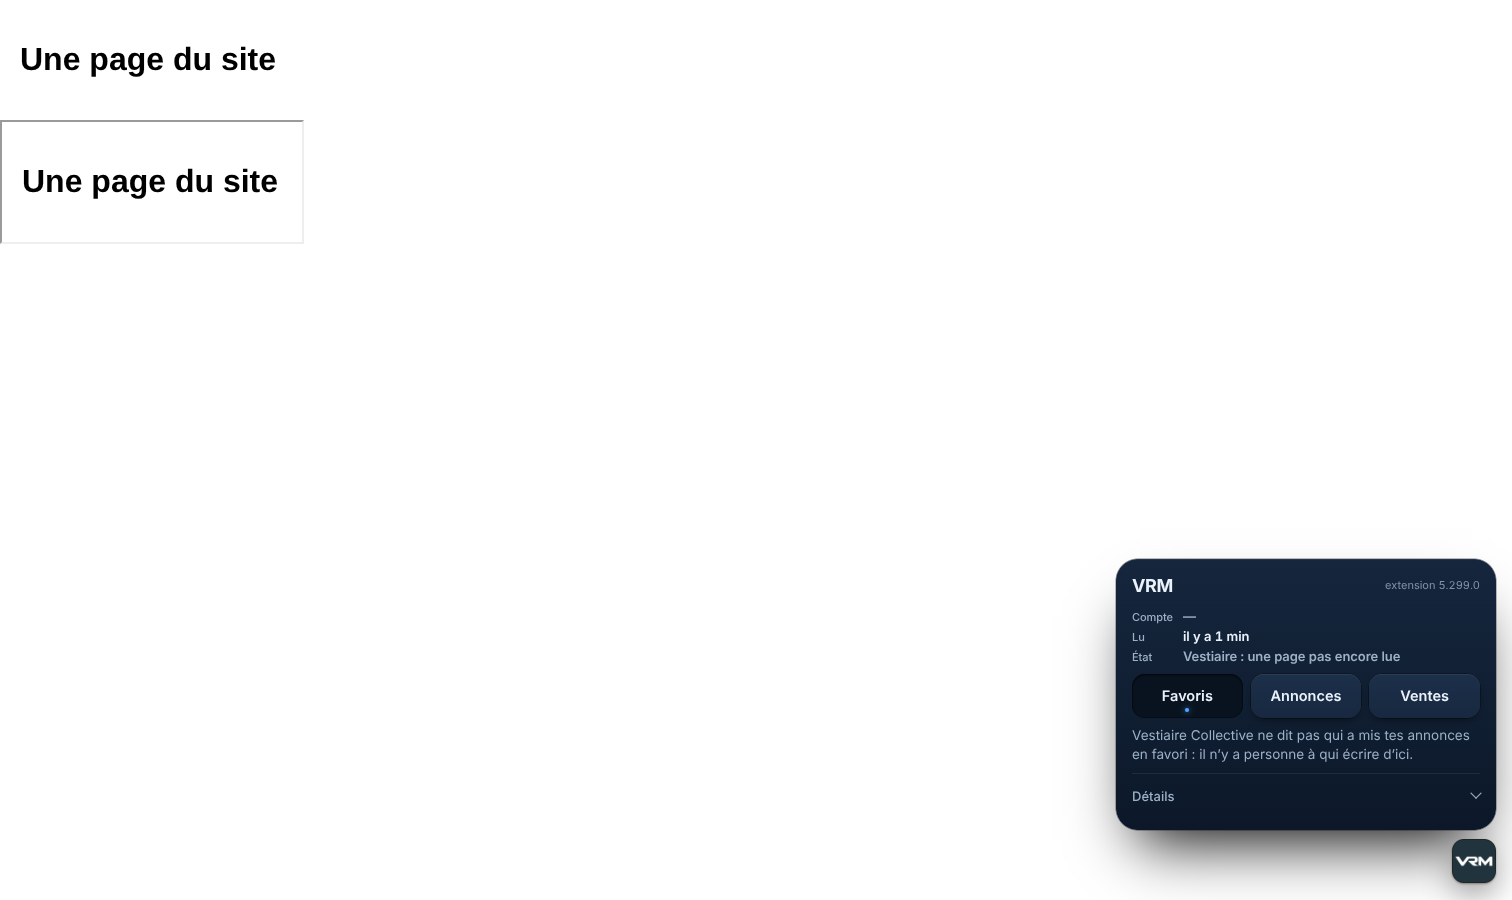 Une page du site
Une page du site
VRM
extension 5.299.0
Compte —
Lu il y a 1 min
État Vestiaire : une page pas encore lue
Favoris Annonces Ventes
Vestiaire Collective ne dit pas qui a mis tes annonces
en favori : il n’y a personne à qui écrire d’ici.
Détails
VRM